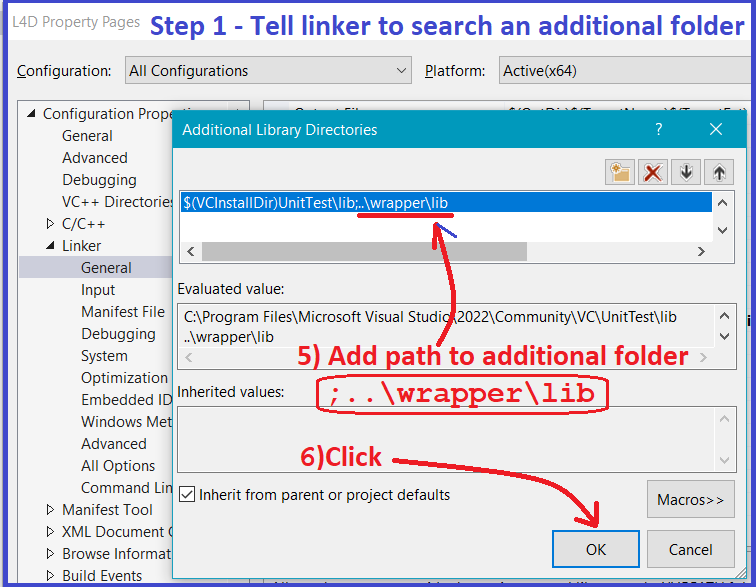 L4D Property Pages Step 1 - Tell linker to search an additional folder
Configuration: All Configurations Platform: Active(x64)
Configuration Prope
General
Advanced
Debugging
VC++ Directories
C/C++
Linker
General
Input
Manifest File
Debugging
System
Optimization
Embedded ID
Windows Met
Advanced
All Options
Command Lin
Manifest Tool
XML Document G
Browse Informat
Build Events
Additional Library Directories ?
$(VCInstallDir)UnitTest\lib;..\wrapper\lib
Evaluated value:
C:\Program Files\Microsoft Visual Studio\2022\Community\VC\UnitTest\lib
..\wrapper\lib
5) Add path to additional folder
Inherited values:
;..\wrapper\lib
6)Click
Inherit from parent or project defaults
Macros>>
OK Cancel